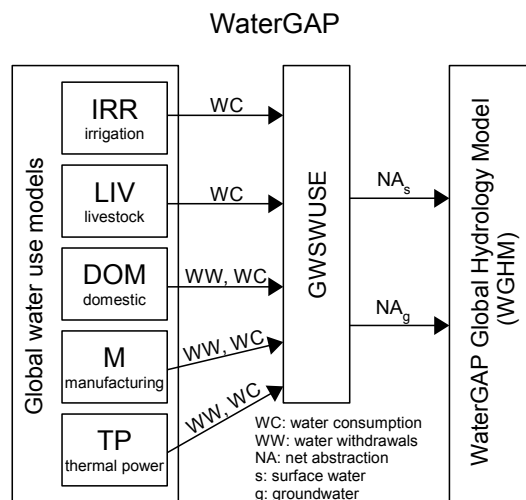 WaterGAP
Global water use models
IRR
irrigation
LIV
livestock
DOM
domestic
M
manufacturing
TP
thermal power
WC
WC
WW, WC
WW, WC
WW, WC
GWSWUSE
NAs
NAg
WaterGAP Global Hydrology Model
(WGHM)
WC: water consumption
WW: water withdrawals
NA: net abstraction
s: surface water
g: groundwater